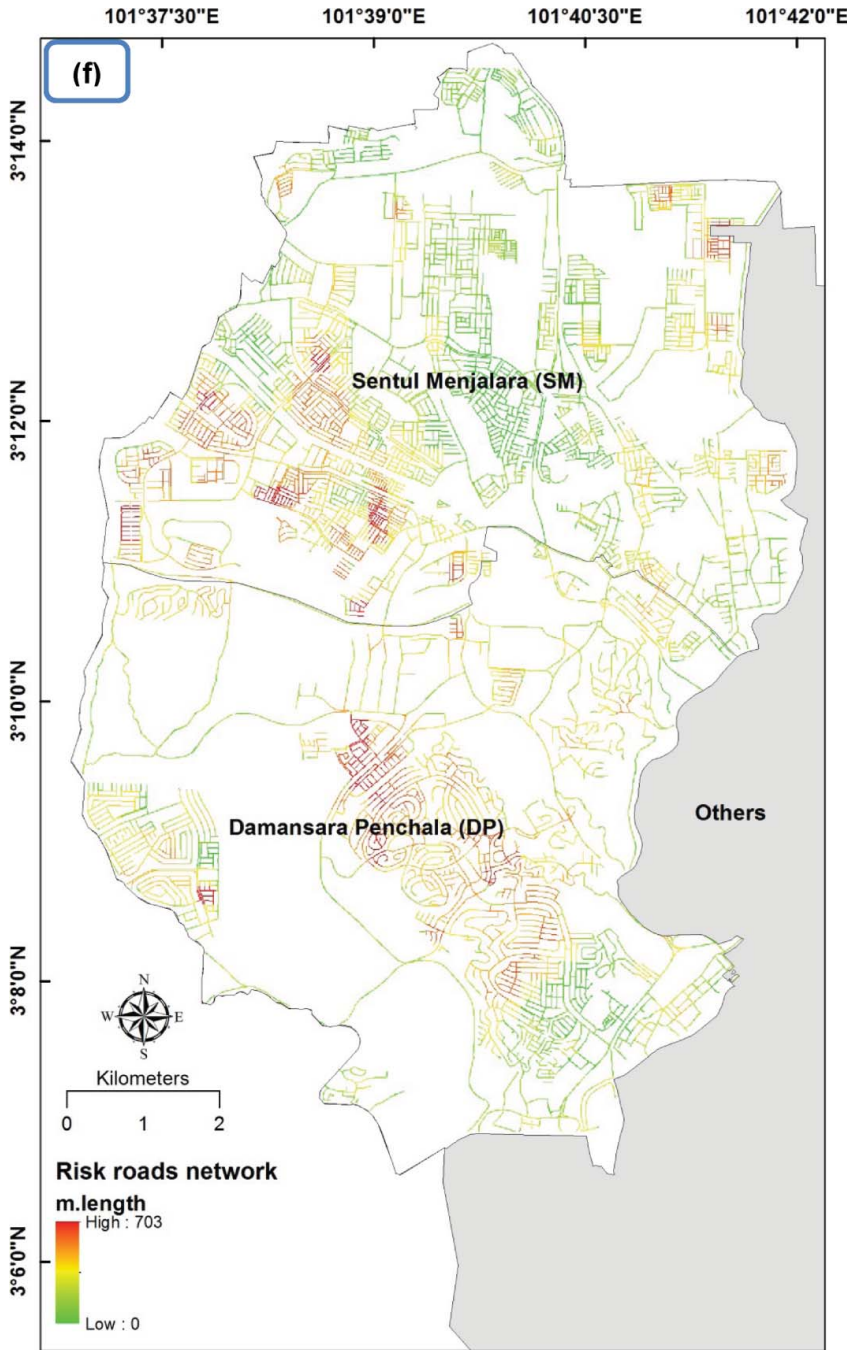 101°37'30"E 101°39'0"E 101°40'30"E 101°42'0"E
(f)
3°14'0"N
Sentul Menjalara (SM)
3°12'0"N
3°10'0"N
Damansara Penchala (DP)
Others
3°8'0"N
N
W E
S
Kilometers
0 1 2
Risk roads network
m.length
High : 703
Low : 0
3°6'0"N